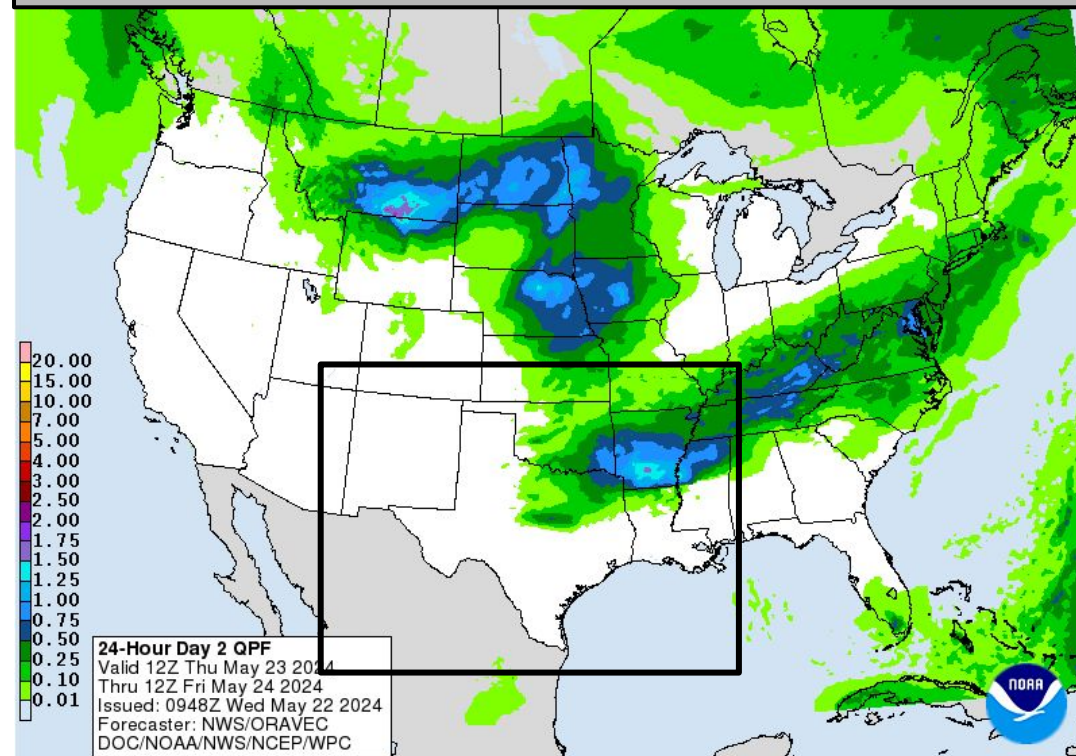 20.00
15.00
10.00
7.00
5.00
4.00
3.00
2.50
2.00
1.75
1.50
1.25
1.00
0.75
0.50
0.25
0.10
0.01
24-Hour Day 2 QPF
Valid 12Z Thu May 23 2024
Thru 12Z Fri May 24 2024
Issued: 0948Z Wed May 22 2024
Forecaster: NWS/ORAVEC
DOC/NOAA/NWS/NCEP/WPC
NOAA